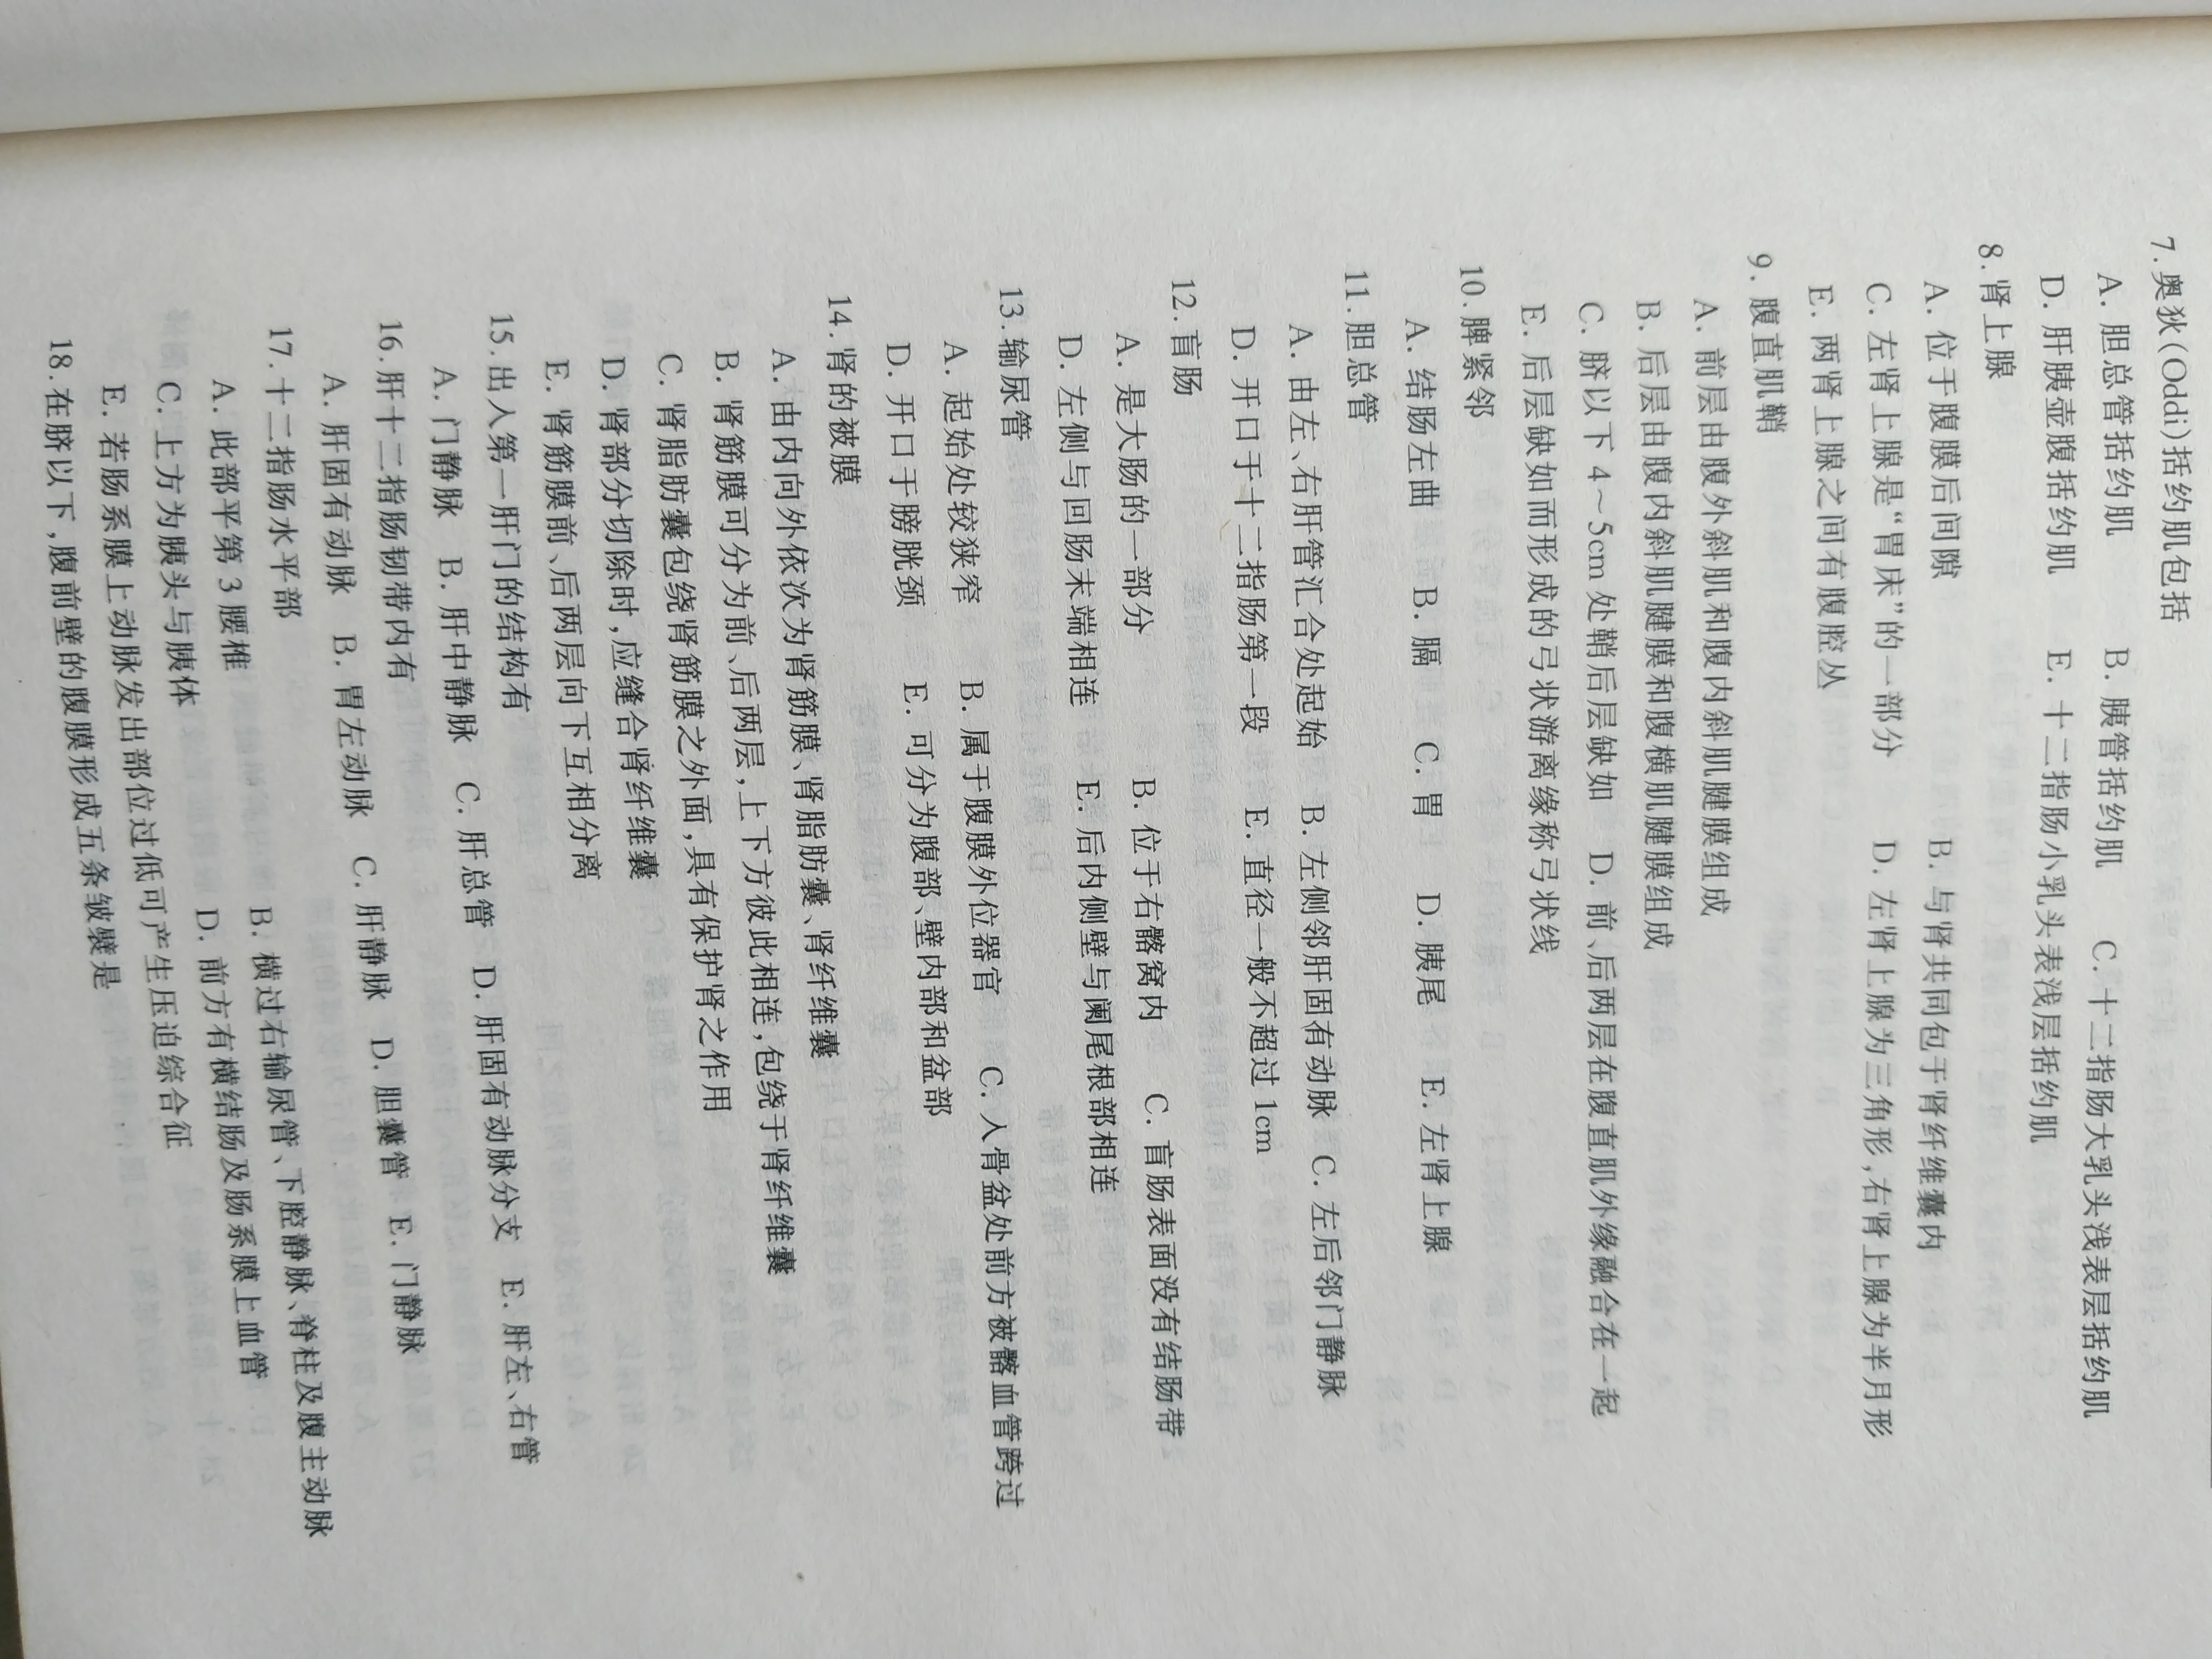 7. 奥狄(Oddi)括约肌包括
A. 胆总管括约肌 B. 胰管括约肌 C. 十二指肠大乳头浅表层括约肌
D. 肝胰壶腹括约肌 E. 十二指肠小乳头表浅层括约肌
8. 肾上腺
A. 位于腹膜后间隙 B. 与肾共同包于肾纤维囊内
C. 左肾上腺是“胃床”的一部分 D. 左肾上腺为三角形,右肾上腺为半月形
E. 两肾上腺之间有腹腔丛
9. 腹直肌鞘
A. 前层由腹外斜肌和腹内斜肌腱膜组成
B. 后层由腹内斜肌腱膜和腹横肌腱膜组成
C. 脐以下 4～5cm 处鞘后层缺如 D. 前、后两层在腹直肌外缘融合在一起
E. 后层缺如而形成的弓状游离缘称弓状线
10. 脾紧邻
A. 结肠左曲 B. 膈 C. 胃 D. 胰尾 E. 左肾上腺
11. 胆总管
A. 由左、右肝管汇合处起始 B. 左侧邻肝固有动脉 C. 左后邻门静脉
D. 开口于十二指肠第一段 E. 直径一般不超过 1cm
12. 盲肠
A. 是大肠的一部分 B. 位于右髂窝内 C. 盲肠表面没有结肠带
D. 左侧与回肠末端相连 E. 后内侧壁与阑尾根部相连
13. 输尿管
A. 起始处较狭窄 B. 属于腹膜外位器官 C. 入骨盆处前方被髂血管跨过
D. 开口于膀胱颈 E. 可分为腹部、壁内部和盆部
14. 肾的被膜
A. 由内向外依次为肾筋膜、肾脂肪囊、肾纤维囊
B. 肾筋膜可分为前、后两层,上下方彼此相连,包绕于肾纤维囊
C. 肾脂肪囊包绕肾筋膜之外面,具有保护肾之作用
D. 肾部分切除时,应缝合肾纤维囊
E. 肾筋膜前、后两层向下互相分离
15. 出入第一肝门的结构有
A. 门静脉 B. 肝中静脉 C. 肝总管 D. 肝固有动脉分支 E. 肝左、右管
16. 肝十二指肠韧带内有
A. 肝固有动脉 B. 胃左动脉 C. 肝静脉 D. 胆囊管 E. 门静脉
17. 十二指肠水平部
A. 此部平第 3 腰椎 B. 横过右输尿管、下腔静脉、脊柱及腹主动脉
C. 上方为胰头与胰体 D. 前方有横结肠及肠系膜上血管
E. 若肠系膜上动脉发出部位过低可产生压迫综合征
18. 在脐以下,腹前壁的腹膜形成五条皱襞是